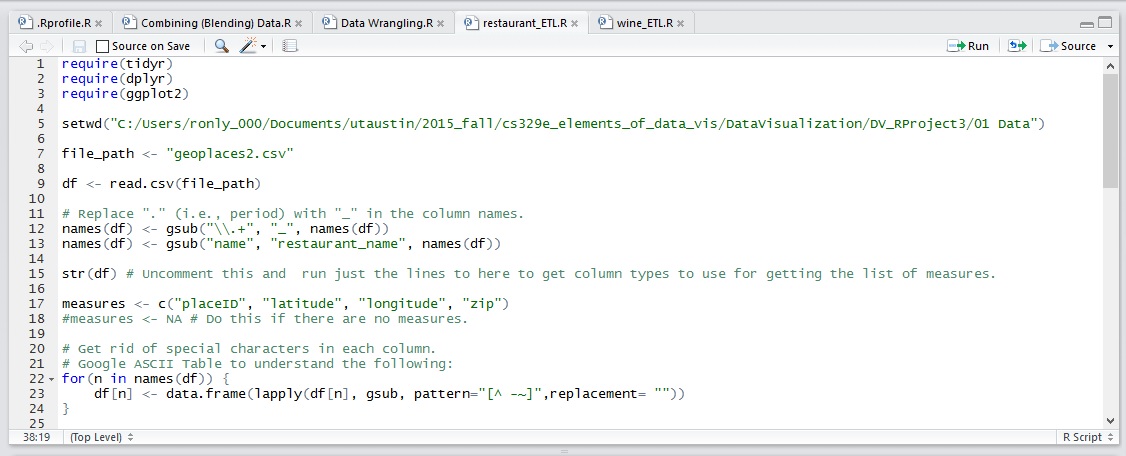 .Rprofile.R Combining (Blending) Data.R Data Wrangling.R restaurant_ETL.R wine_ETL.R
Source on Save Run Source
1 require(tidyr)
2 require(dplyr)
3 require(ggplot2)
4
5 setwd("C:/Users/ronly_000/Documents/utaustin/2015_fall/cs329e_elements_of_data_vis/DataVisualization/DV_RProject3/01 Data")
6
7 file_path <- "geoplaces2.csv"
8
9 df <- read.csv(file_path)
10
11 # Replace "." (i.e., period) with "_" in the column names.
12 names(df) <- gsub("\\.+", "_", names(df))
13 names(df) <- gsub("name", "restaurant_name", names(df))
14
15 str(df) # Uncomment this and  run just the lines to here to get column types to use for getting the list of measures.
16
17 measures <- c("placeID", "latitude", "longitude", "zip")
18 #measures <- NA # Do this if there are no measures.
19
20 # Get rid of special characters in each column.
21 # Google ASCII Table to understand the following:
22 for(n in names(df)) {
23     df[n] <- data.frame(lapply(df[n], gsub, pattern="[^ -~]",replacement= ""))
24 }
25
38:19 (Top Level) R Script